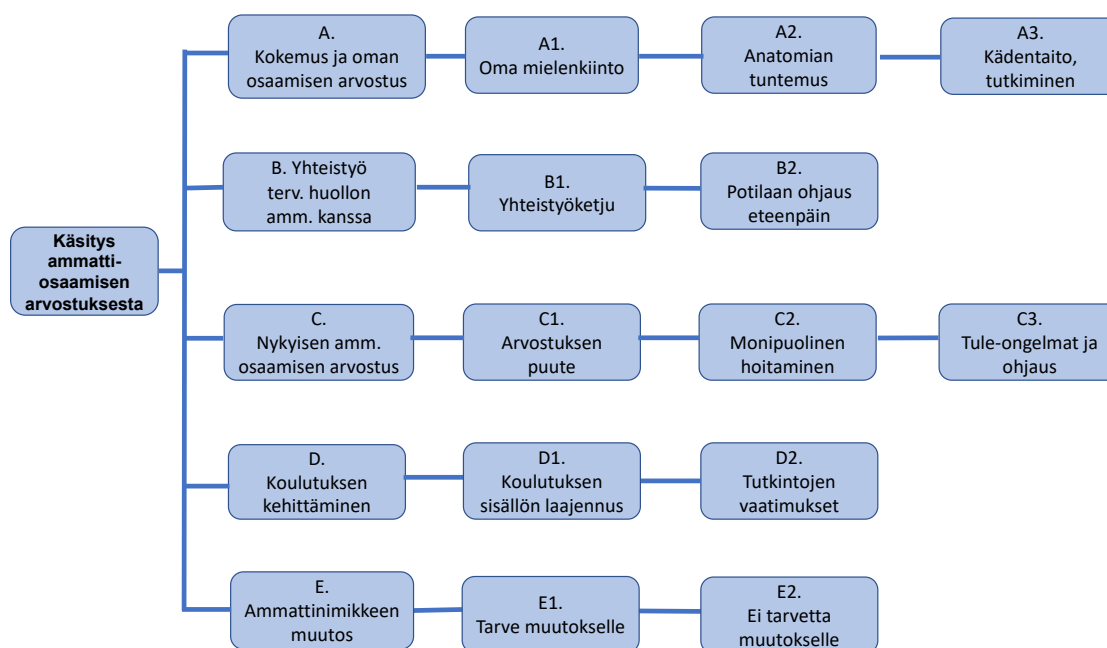 A.
Kokemus ja oman
osaamisen arvostus
A1.
Oma mielenkiinto
A2.
Anatomian
tuntemus
A3.
Kädentaito,
tutkiminen
B. Yhteistyö
terv. huollon
amm. kanssa
B1.
Yhteistyöketju
B2.
Potilaan ohjaus
eteenpäin
Käsitys
ammatti-
osaamisen
arvostuksesta
C.
Nykyisen amm.
osaamisen arvostus
C1.
Arvostuksen
puute
C2.
Monipuolinen
hoitaminen
C3.
Tule-ongelmat ja
ohjaus
D.
Koulutuksen
kehittäminen
D1.
Koulutuksen
sisällön laajennus
D2.
Tutkintojen
vaatimukset
E.
Ammattinimikkeen
muutos
E1.
Tarve muutokselle
E2.
Ei tarvetta
muutokselle